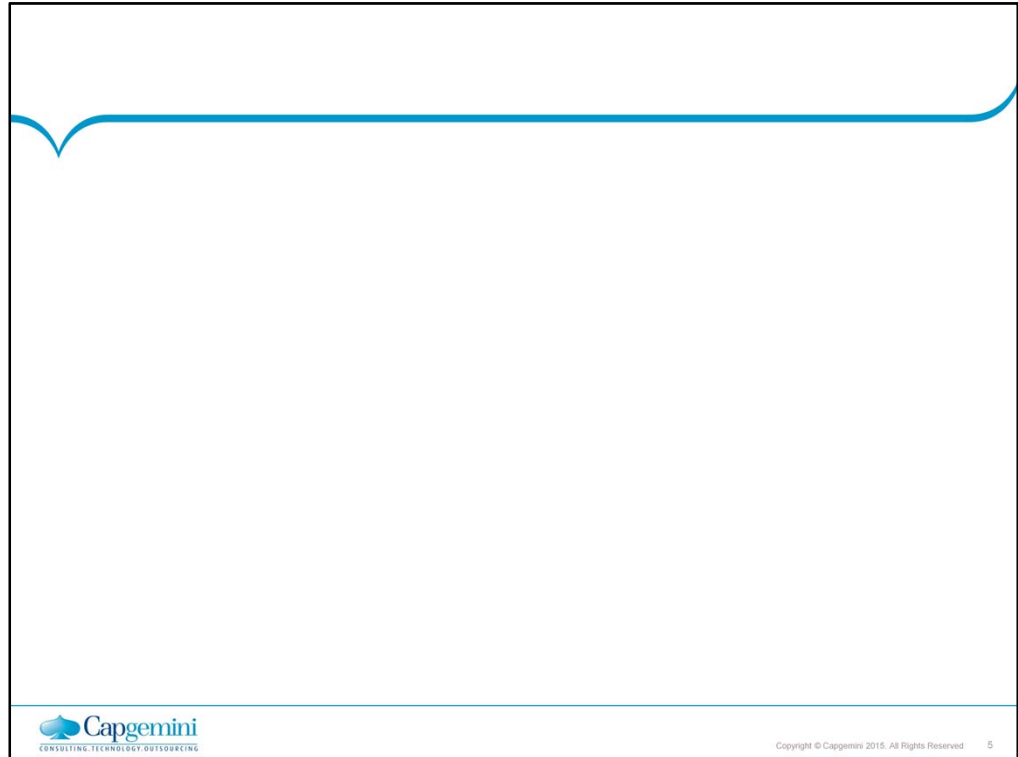 Capgemini
CONSULTING.TECHNOLOGY.OUTSOURCING
Copyright © Capgemini 2015. All Rights Reserved 5